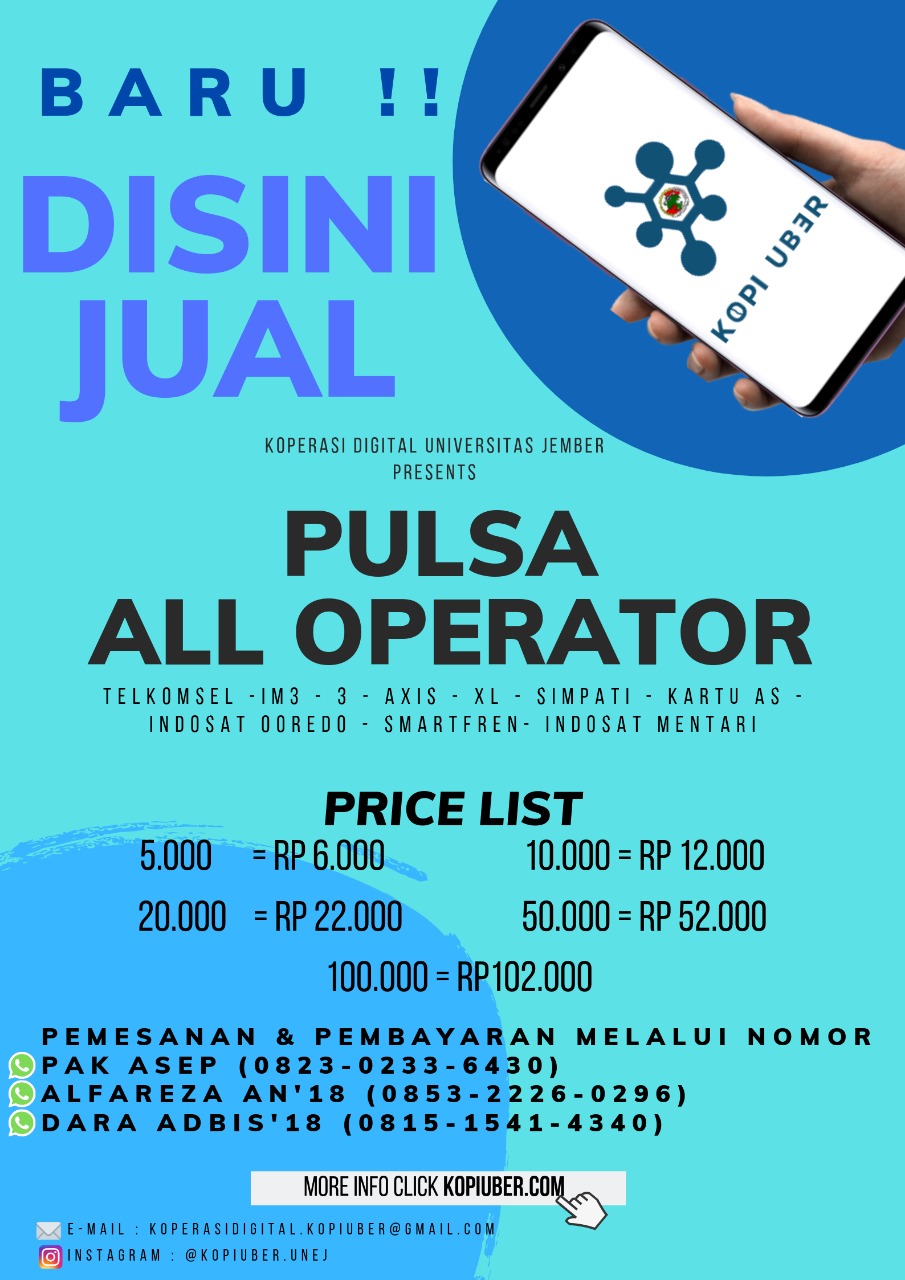 BARU !!
DISINI
JUAL
KOPI UBER
KOPERASI DIGITAL UNIVERSITAS JEMBER
PRESENTS
PULSA
ALL OPERATOR
TELKOMSEL -IM3 - 3 - AXIS - XL - SIMPATI - KARTU AS -
INDOSAT OOREDO - SMARTFREN- INDOSAT MENTARI
PRICE LIST
5.000 = RP 6.000 10.000 = RP 12.000
20.000 = RP 22.000 50.000 = RP 52.000
100.000 = RP102.000
PEMESANAN & PEMBAYARAN MELALUI NOMOR
PAK ASEP (0823-0233-6430)
ALFAREZA AN'18 (0853-2226-0296)
DARA ADBIS'18 (0815-1541-4340)
MORE INFO CLICK KOPIUBER.COM
E-MAIL : KOPERASIDIGITAL.KOPIUBER@GMAIL.COM
INSTAGRAM : @KOPIUBER.UNEJ